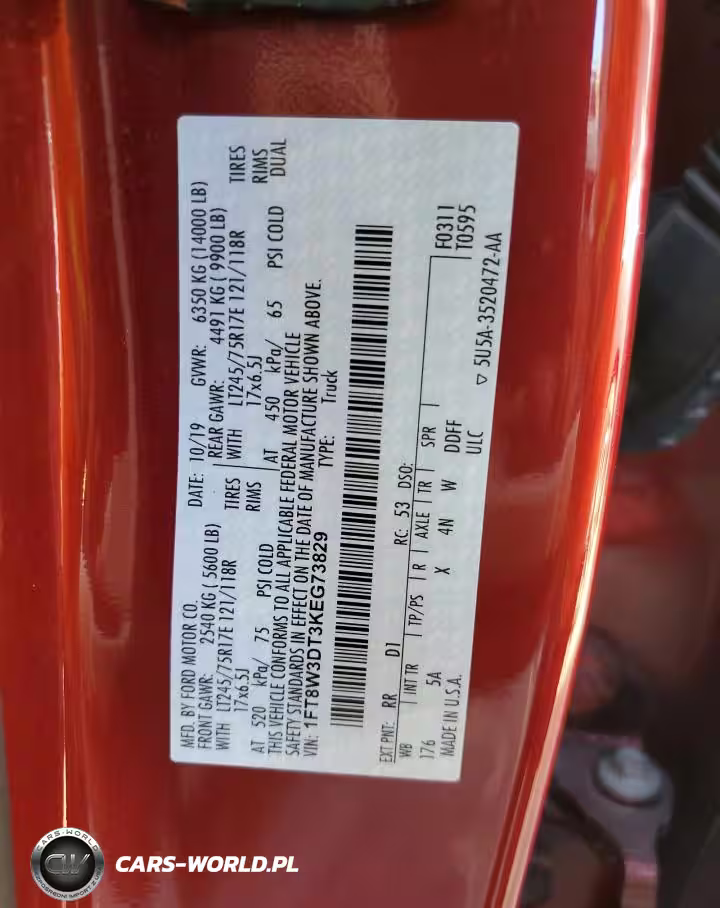 MFD. BY FORD MOTOR CO.
DATE: 10/19 GVWR: 6350 KG (14000 LB)
FRONT GAWR: 2540 KG ( 5600 LB)
REAR GAWR: 4491 KG ( 9900 LB)
WITH LT245/75R17E 121/118R TIRES
WITH LT245/75R17E 121/118R TIRES
17x6.5J RIMS
17x6.5J RIMS
AT 520 kPa/ 75 PSI COLD
AT 450 kPa/ 65 PSI COLD DUAL
THIS VEHICLE CONFORMS TO ALL APPLICABLE FEDERAL MOTOR VEHICLE
SAFETY STANDARDS IN EFFECT ON THE DATE OF MANUFACTURE SHOWN ABOVE.
VIN: 1FT8W3DT3KEG73829 TYPE: Truck
EXT PNT: RR D1 RC: 53 DSO: F0311
WB INT TR TP/PS R AXLE TR SPR T0595
176 5A X 4N W DDFF
MADE IN U.S.A. ULC
▽ 5U5A-3520472-AA
CARS-WORLD
CW
CARS-WORLD.PL